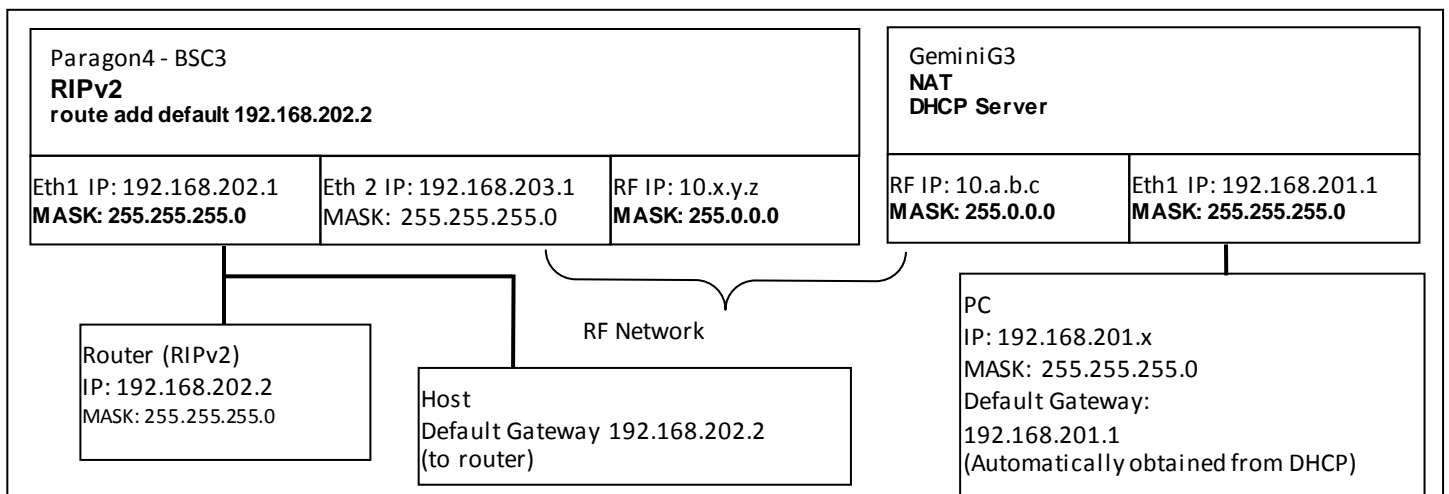 Paragon4 - BSC3
RIPv2
route add default 192.168.202.2
GeminiG3
NAT
DHCP Server
Eth1 IP: 192.168.202.1
MASK: 255.255.255.0
Eth 2 IP: 192.168.203.1
MASK: 255.255.255.0
RF IP: 10.x.y.z
MASK: 255.0.0.0
RF IP: 10.a.b.c
MASK: 255.0.0.0
Eth1 IP: 192.168.201.1
MASK: 255.255.255.0
RF Network
Router (RIPv2)
IP: 192.168.202.2
MASK: 255.255.255.0
Host
Default Gateway 192.168.202.2
(to router)
PC
IP: 192.168.201.x
MASK: 255.255.255.0
Default Gateway:
192.168.201.1
(Automatically obtained from DHCP)